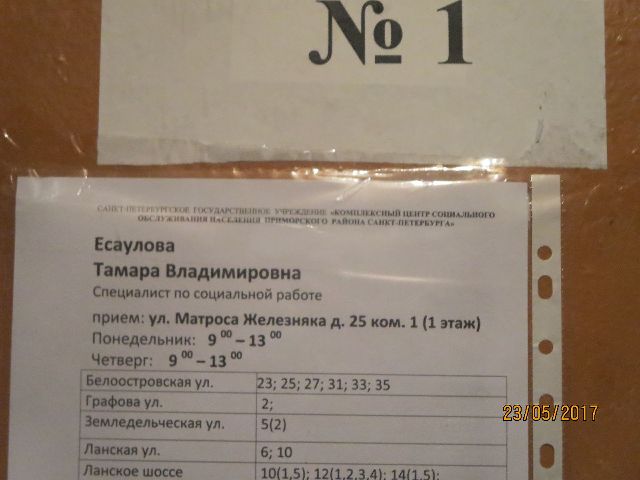 № 1
САНКТ-ПЕТЕРБУРГСКОЕ ГОСУДАРСТВЕННОЕ УЧРЕЖДЕНИЕ «КОМПЛЕКСНЫЙ ЦЕНТР СОЦИАЛЬНОГО
ОБСЛУЖИВАНИЯ НАСЕЛЕНИЯ ПРИМОРСКОГО РАЙОНА САНКТ-ПЕТЕРБУРГА»
Есаулова
Тамара Владимировна
Специалист по социальной работе
прием: ул. Матроса Железняка д. 25 ком. 1 (1 этаж)
Понедельник: 9 00 – 13 00
Четверг: 9 00 – 13 00
Белоостровская ул. 23; 25; 27; 31; 33; 35
Графова ул. 2;
Земледельческая ул. 5(2)
Ланская ул. 6; 10
Ланское шоссе 10(1,5); 12(1,2,3,4); 14(1,5);
23/05/2017